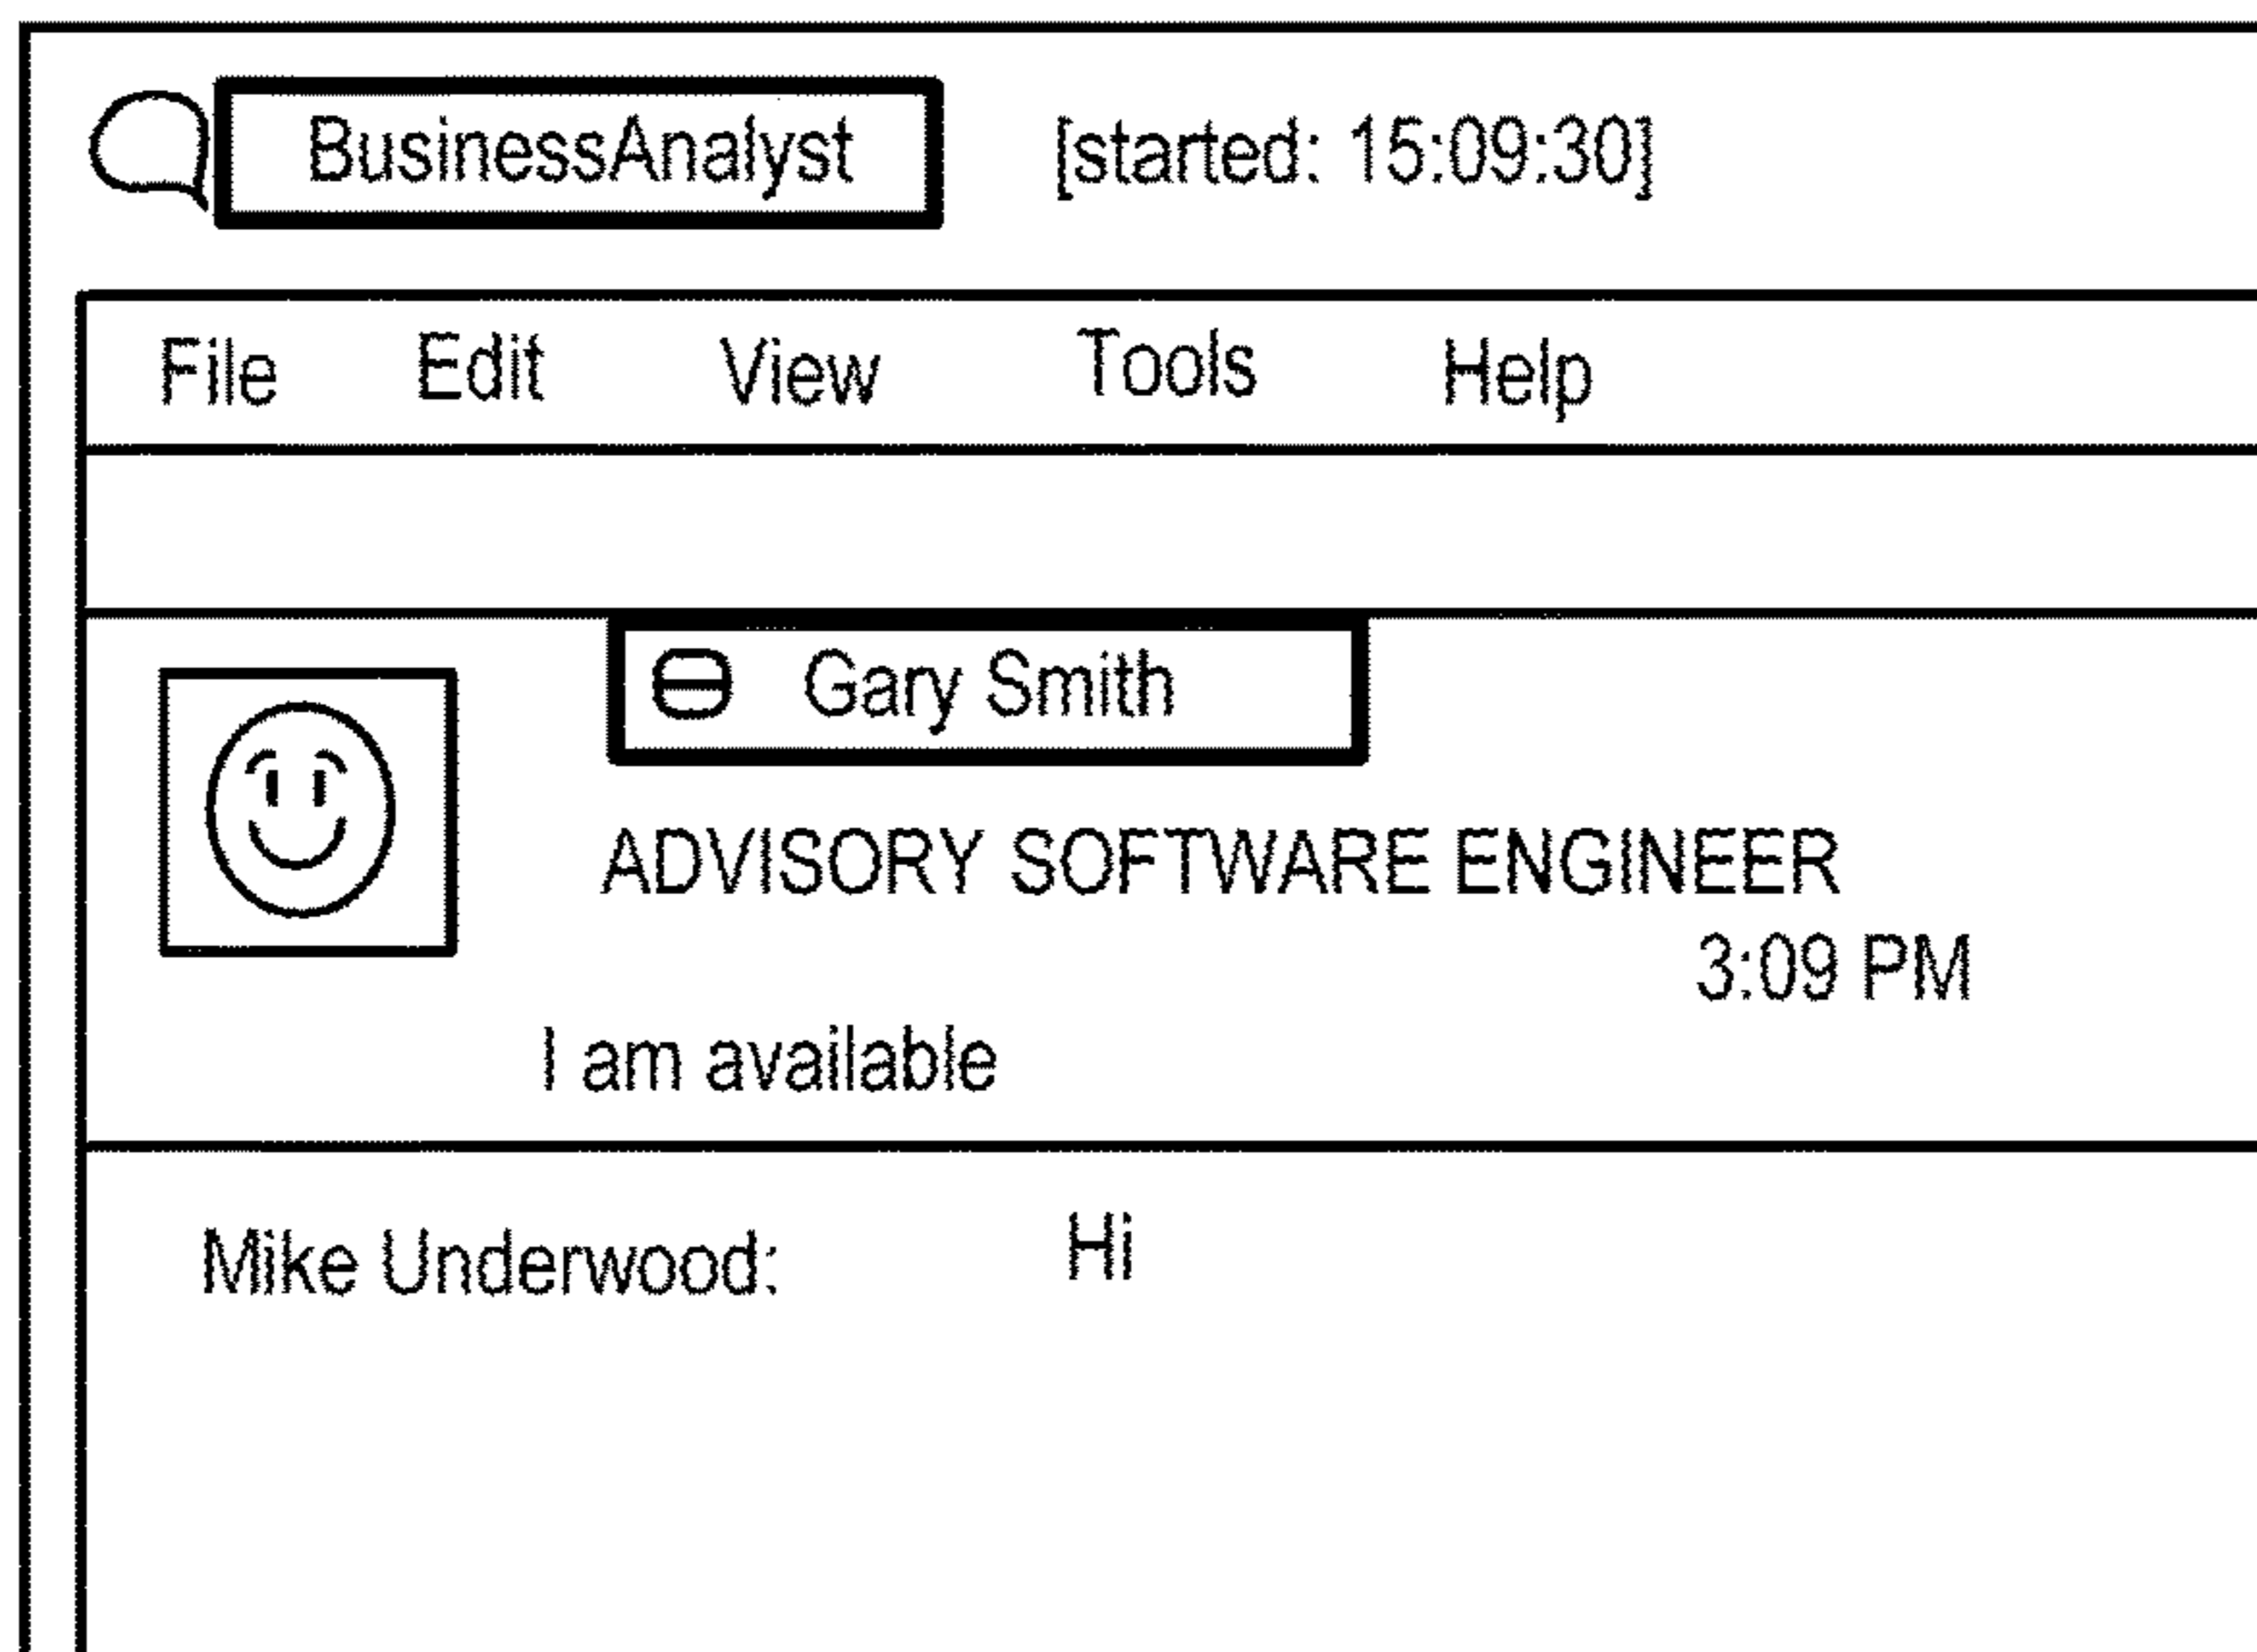 BusinessAnalyst [started: 15:09:30]
File Edit View Tools Help
Gary Smith
ADVISORY SOFTWARE ENGINEER
3:09 PM
I am available
Mike Underwood: Hi